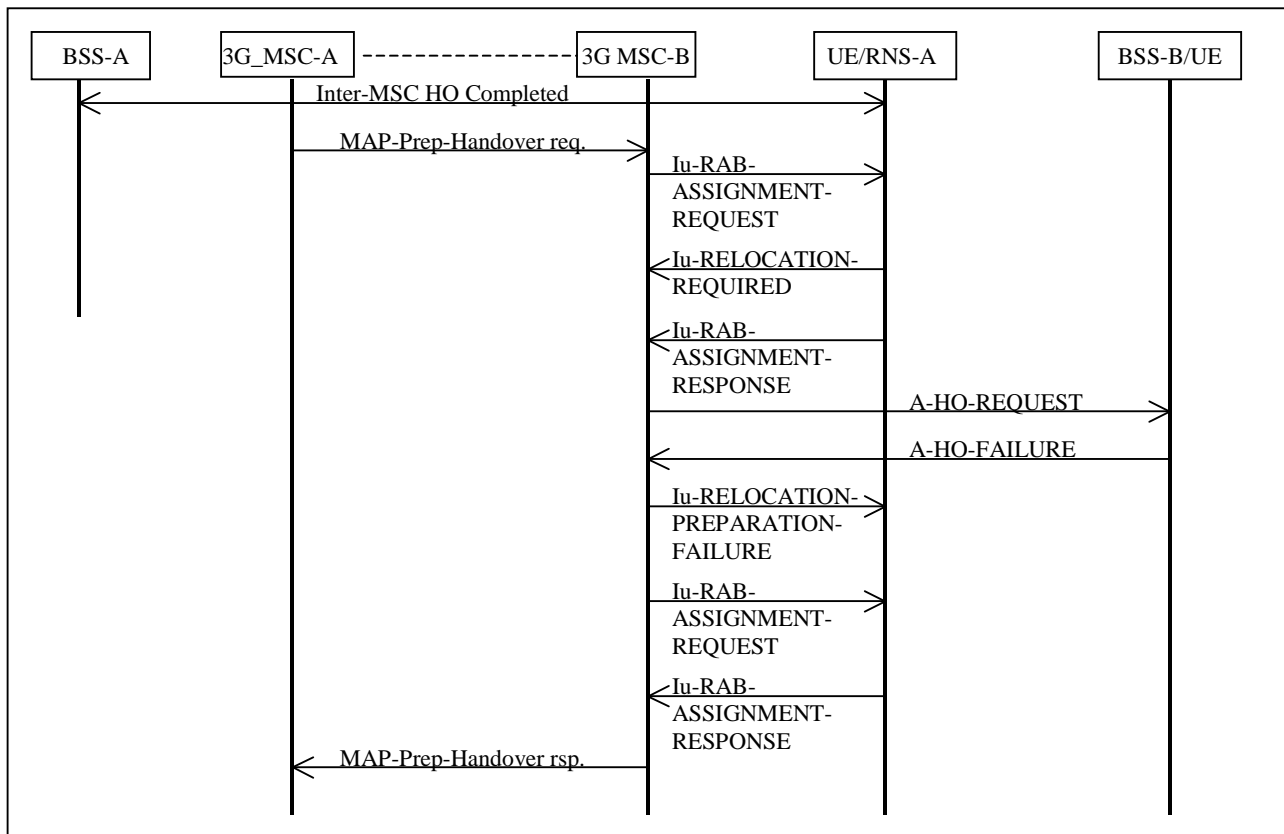 BSS-A
3G_MSC-A
3G MSC-B
UE/RNS-A
BSS-B/UE
Inter-MSC HO Completed
MAP-Prep-Handover req.
Iu-RAB-
ASSIGNMENT-
REQUEST
Iu-RELOCATION-
REQUIRED
Iu-RAB-
ASSIGNMENT-
RESPONSE
A-HO-REQUEST
A-HO-FAILURE
Iu-RELOCATION-
PREPARATION-
FAILURE
Iu-RAB-
ASSIGNMENT-
REQUEST
Iu-RAB-
ASSIGNMENT-
RESPONSE
MAP-Prep-Handover rsp.